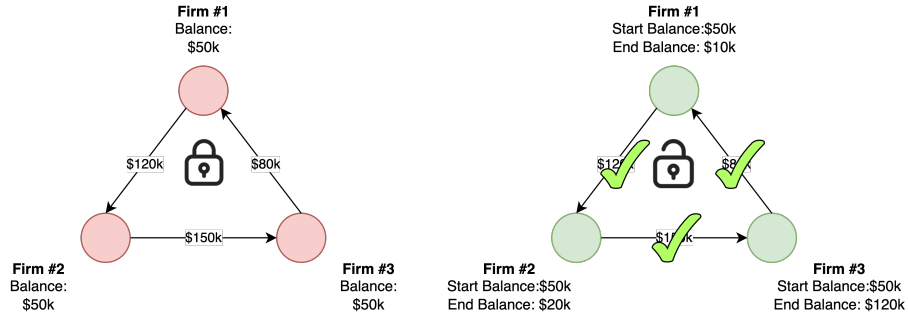 Firm #1
Balance:
$50k
$120k
$80k
$150k
Firm #2
Balance:
$50k
Firm #3
Balance:
$50k
Firm #1
Start Balance:$50k
End Balance: $10k
Firm #2
Start Balance:$50k
End Balance: $20k
Firm #3
Start Balance:$50k
End Balance: $120k